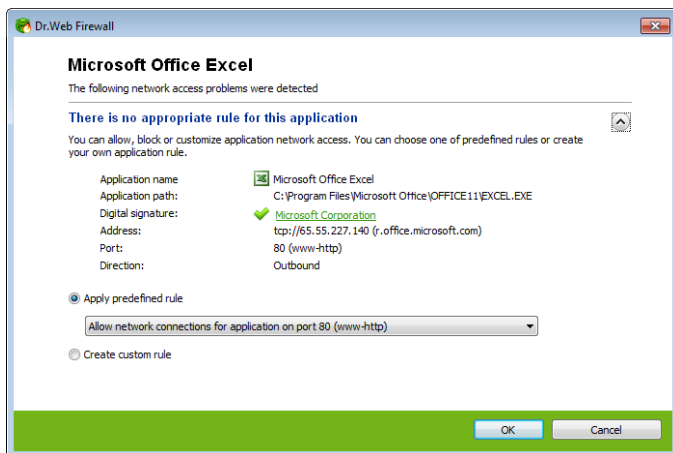 Dr.Web Firewall
Microsoft Office Excel
The following network access problems were detected
There is no appropriate rule for this application
You can allow, block or customize application network access. You can choose one of predefined rules or create
your own application rule.
Application name Microsoft Office Excel
Application path: C:\Program Files\Microsoft Office\OFFICE11\EXCEL.EXE
Digital signature: Microsoft Corporation
Address: tcp://65.55.227.140 (r.office.microsoft.com)
Port: 80 (www-http)
Direction: Outbound
Apply predefined rule
Allow network connections for application on port 80 (www-http)
Create custom rule
OK Cancel